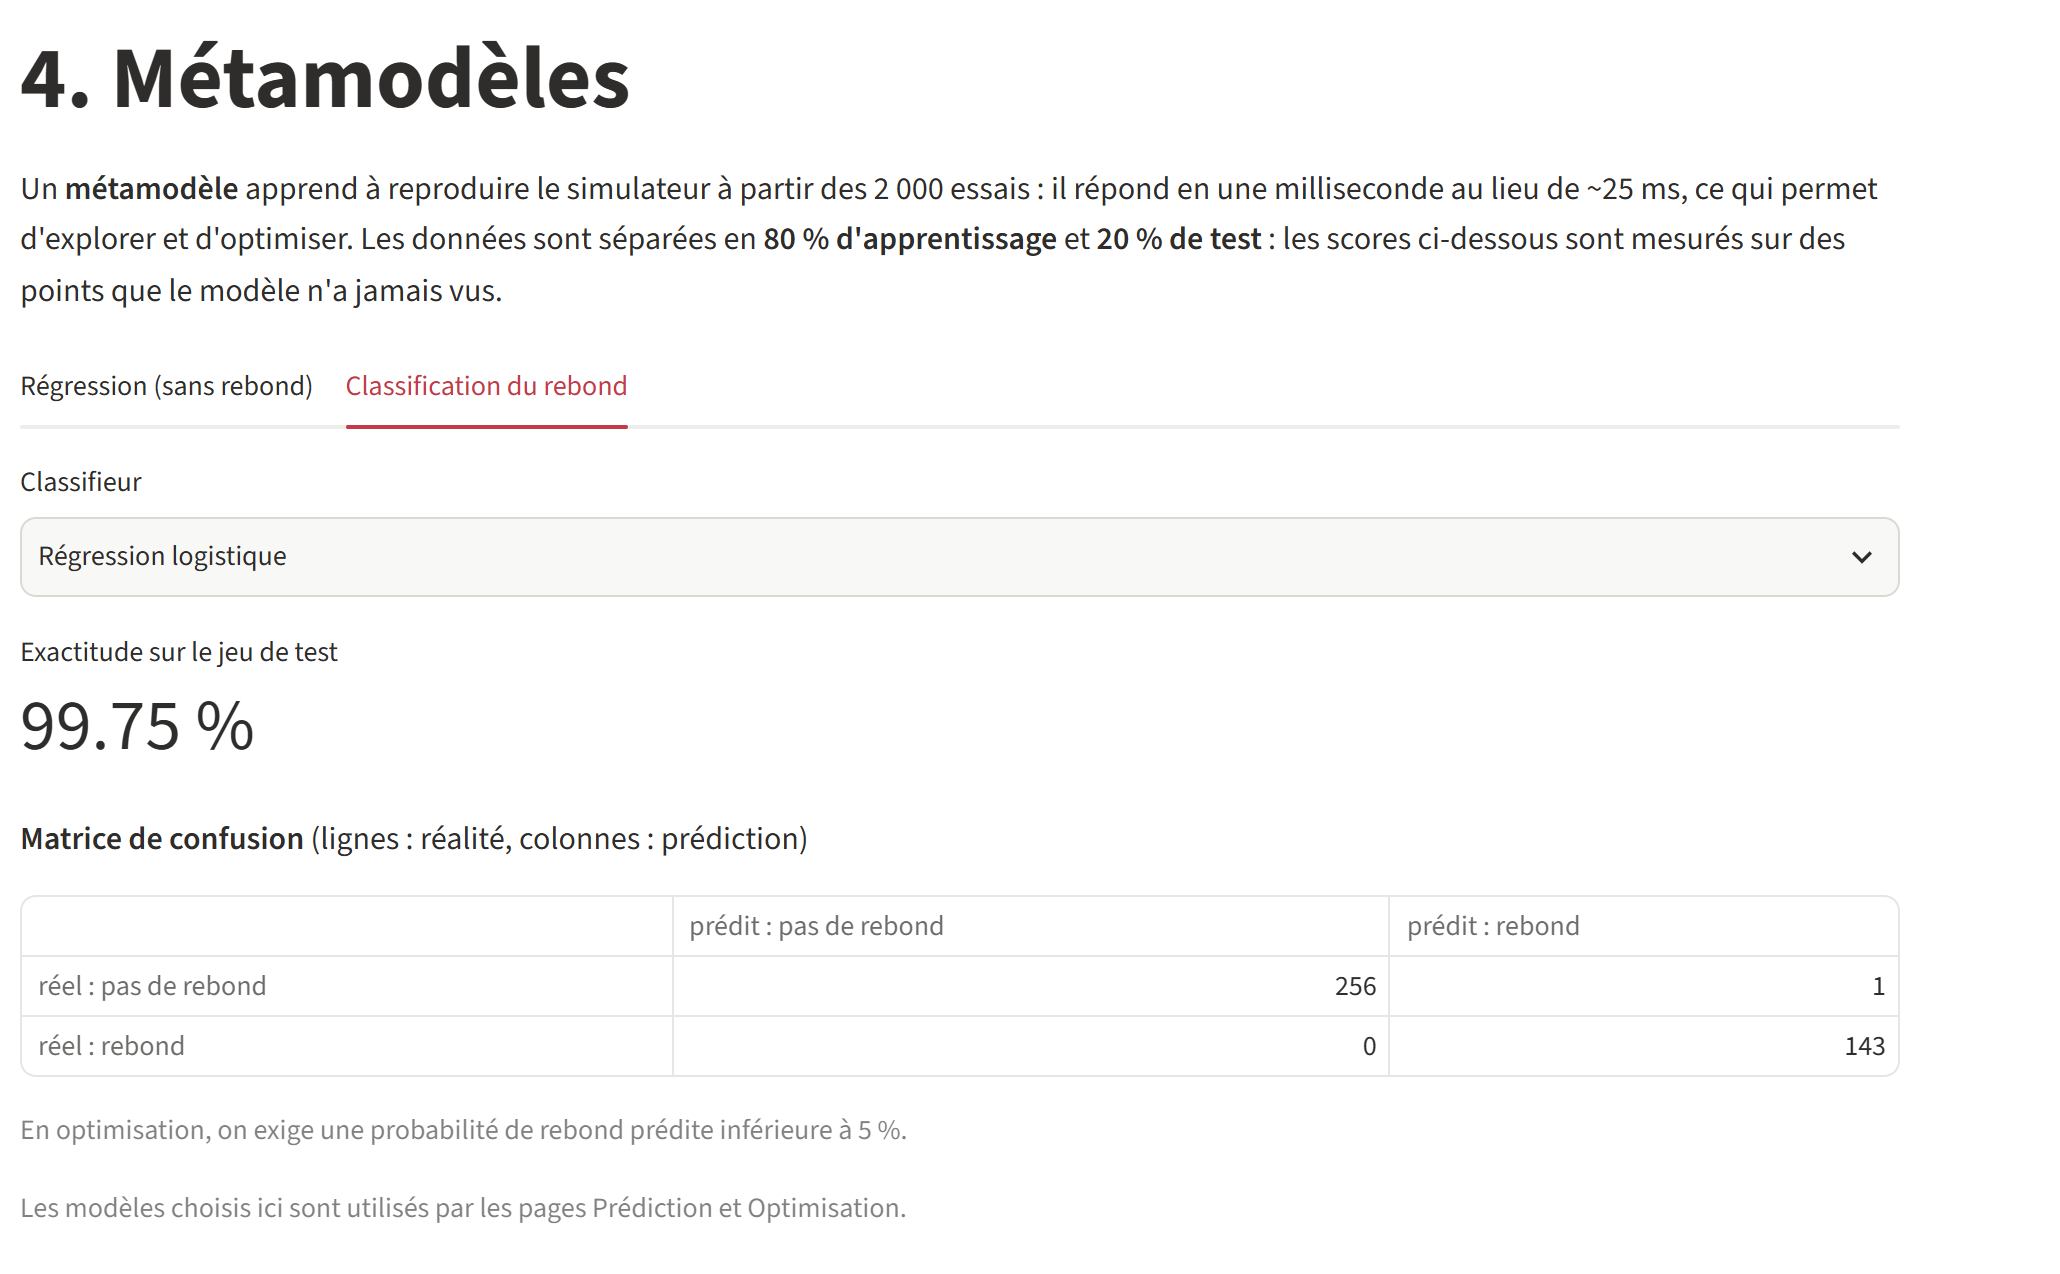 4. Métamodèles
Un métamodèle apprend à reproduire le simulateur à partir des 2 000 essais : il répond en une milliseconde au lieu de ~25 ms, ce qui permet
d'explorer et d'optimiser. Les données sont séparées en 80 % d'apprentissage et 20 % de test : les scores ci-dessous sont mesurés sur des
points que le modèle n'a jamais vus.
Régression (sans rebond) Classification du rebond
Classifieur
Régression logistique
Exactitude sur le jeu de test
99.75 %
Matrice de confusion (lignes : réalité, colonnes : prédiction)
prédit : pas de rebond prédit : rebond
réel : pas de rebond 256 1
réel : rebond 0 143
En optimisation, on exige une probabilité de rebond prédite inférieure à 5 %.
Les modèles choisis ici sont utilisés par les pages Prédiction et Optimisation.